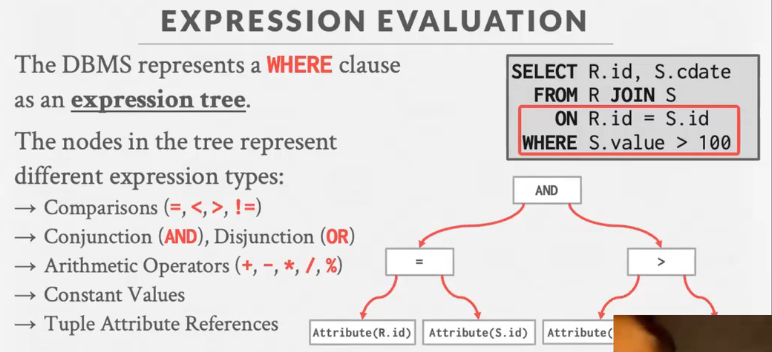 EXPRESSION EVALUATION
The DBMS represents a WHERE clause
as an expression tree.
The nodes in the tree represent
different expression types:
→ Comparisons (=, <, >, !=)
→ Conjunction (AND), Disjunction (OR)
→ Arithmetic Operators (+, -, *, /, %)
→ Constant Values
→ Tuple Attribute References
SELECT R.id, S.cdate
FROM R JOIN S
ON R.id = S.id
WHERE S.value > 100
AND
=
>
Attribute(R.id)
Attribute(S.id)
Attribute(